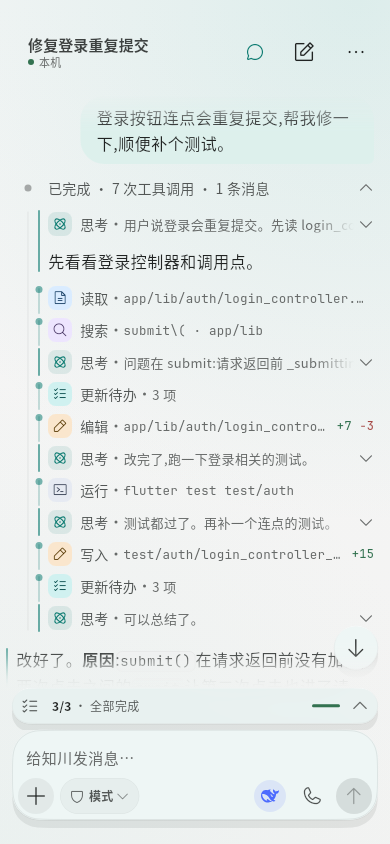 修复登录重复提交
本机
登录按钮连点会重复提交,帮我修一
下,顺便补个测试。
已完成 · 7 次工具调用 · 1 条消息
思考 · 用户说登录会重复提交。先读 login_c
先看看登录控制器和调用点。
读取 · app/lib/auth/login_controller.…
搜索 · submit\( · app/lib
思考 · 问题在 submit:请求返回前 _submittin
更新待办 · 3 项
编辑 · app/lib/auth/login_contro… +7 -3
思考 · 改完了,跑一下登录相关的测试。
运行 · flutter test test/auth
思考 · 测试都过了。再补一个连点的测试。
写入 · test/auth/login_controller_… +15
更新待办 · 3 项
思考 · 可以总结了。
改好了。原因:submit() 在请求返回前没有加
3/3 · 全部完成
给知川发消息…
模式